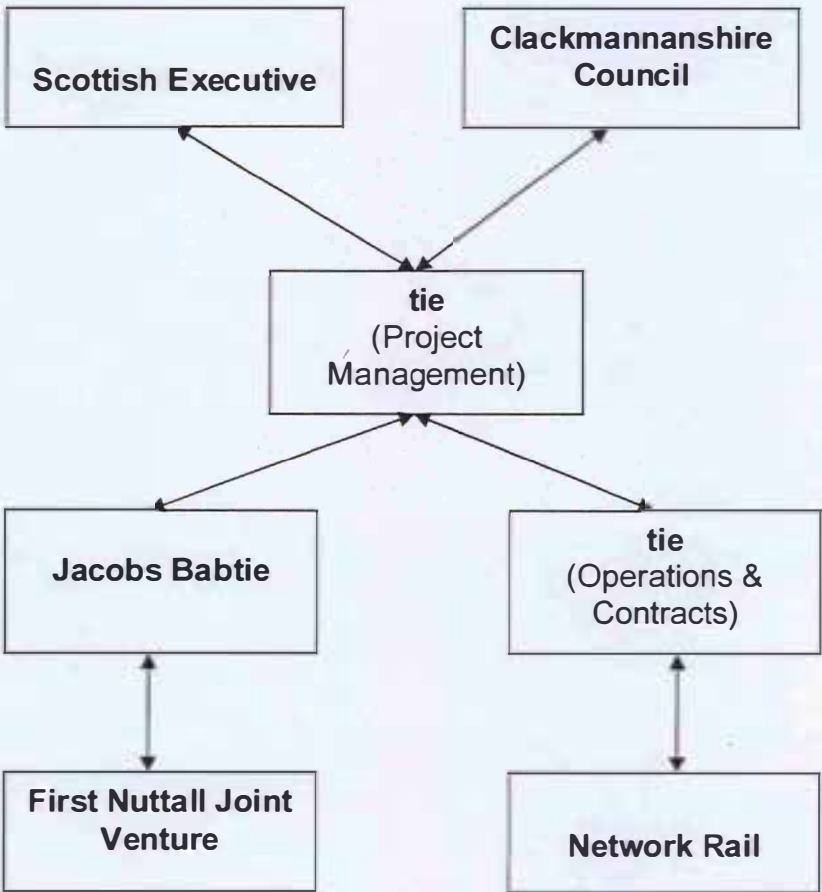 Scottish Executive
Clackmannanshire
Council
tie
(Project
Management)
Jacobs Babtie
tie
(Operations &
Contracts)
First Nuttall Joint
Venture
Network Rail